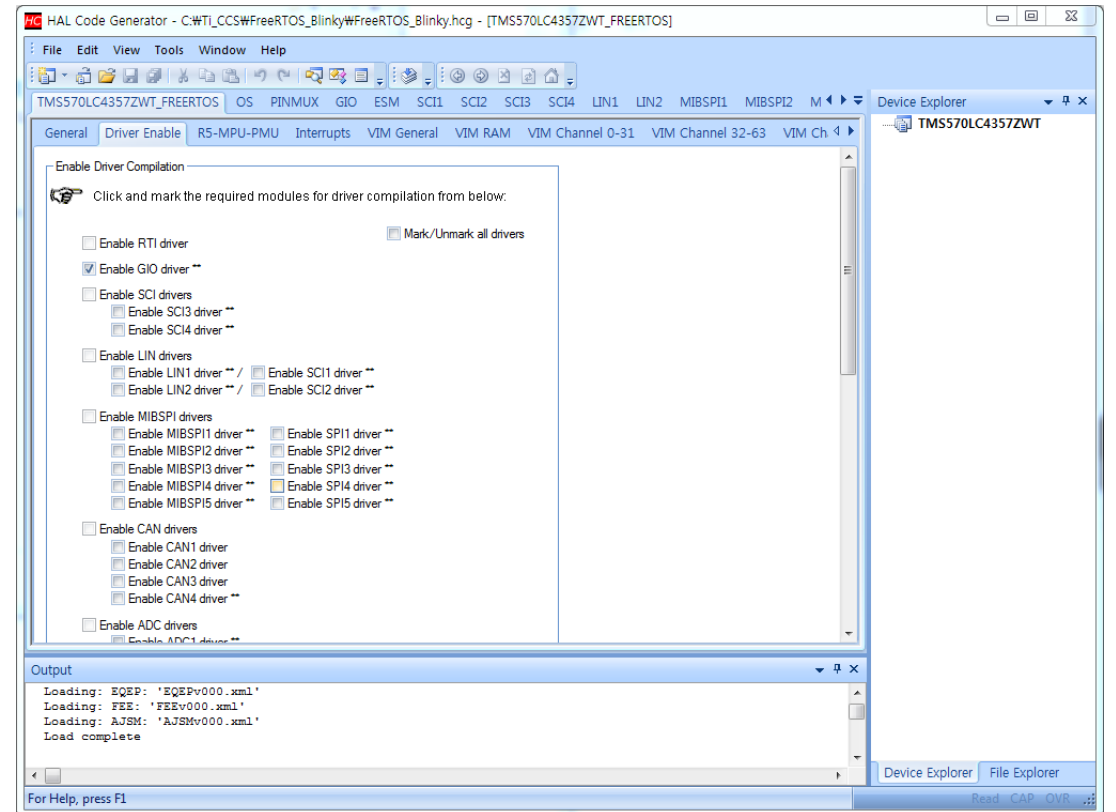 HC HAL Code Generator - C:₩Ti_CCS₩FreeRTOS_Blinky₩FreeRTOS_Blinky.hcg - [TMS570LC4357ZWT_FREERTOS]
File Edit View Tools Window Help
TMS570LC4357ZWT_FREERTOS OS PINMUX GIO ESM SCI1 SCI2 SCI3 SCI4 LIN1 LIN2 MIBSPI1 MIBSPI2 M
Device Explorer
TMS570LC4357ZWT
General Driver Enable R5-MPU-PMU Interrupts VIM General VIM RAM VIM Channel 0-31 VIM Channel 32-63 VIM Ch
Enable Driver Compilation
Click and mark the required modules for driver compilation from below:
Mark/Unmark all drivers
Enable RTI driver
Enable GIO driver **
Enable SCI drivers
Enable SCI3 driver **
Enable SCI4 driver **
Enable LIN drivers
Enable LIN1 driver ** / Enable SCI1 driver **
Enable LIN2 driver ** / Enable SCI2 driver **
Enable MIBSPI drivers
Enable MIBSPI1 driver ** Enable SPI1 driver **
Enable MIBSPI2 driver ** Enable SPI2 driver **
Enable MIBSPI3 driver ** Enable SPI3 driver **
Enable MIBSPI4 driver ** Enable SPI4 driver **
Enable MIBSPI5 driver ** Enable SPI5 driver **
Enable CAN drivers
Enable CAN1 driver
Enable CAN2 driver
Enable CAN3 driver
Enable CAN4 driver **
Enable ADC drivers
Enable ADC1 driver **
Output
Loading: EQEP: 'EQEPv000.xml'
Loading: FEE: 'FEEv000.xml'
Loading: AJSM: 'AJSMv000.xml'
Load complete
Device Explorer File Explorer
For Help, press F1
Read CAP OVR